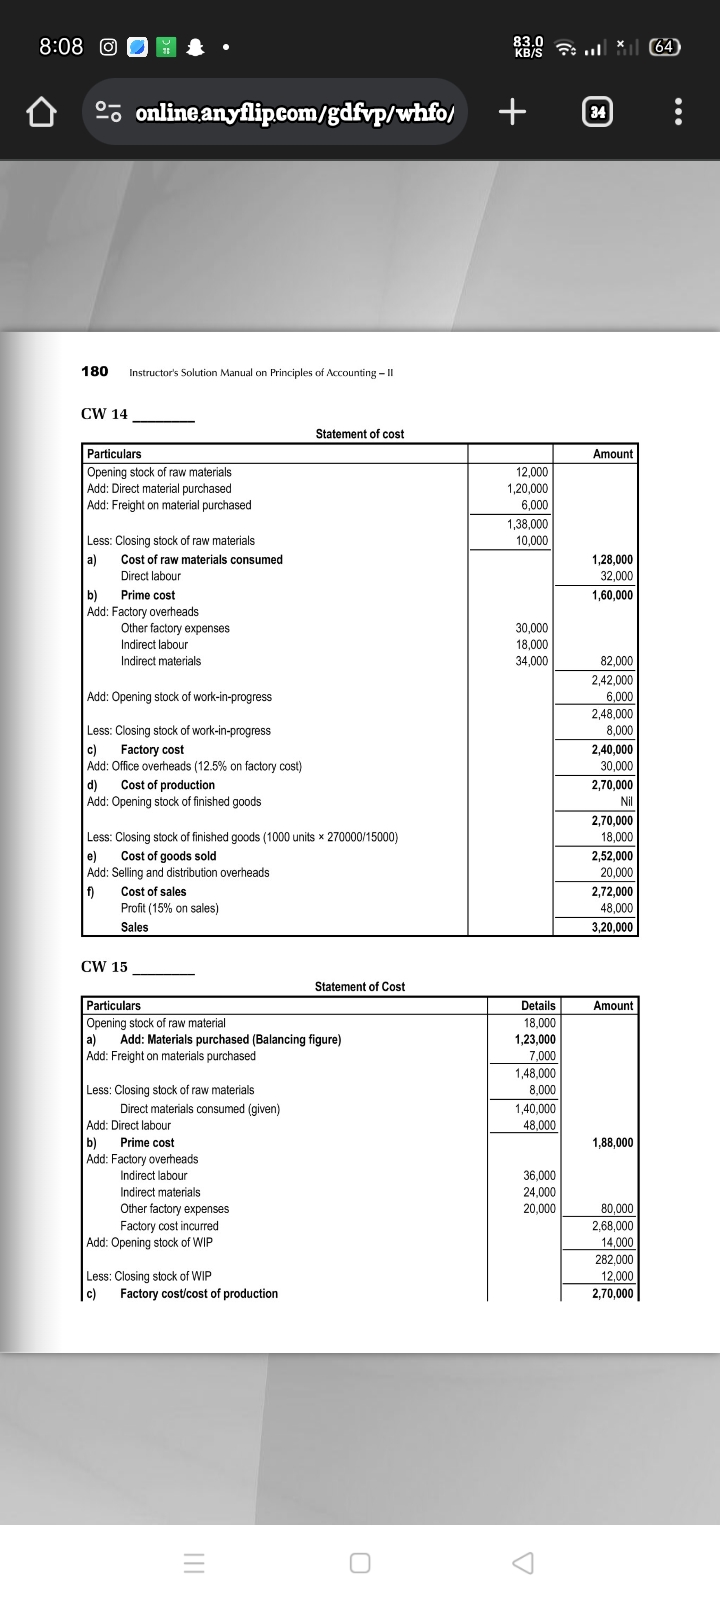 8:08
83.0 KB/S
64
online.anyflip.com/gdfvp/whfo/
34
180 Instructor's Solution Manual on Principles of Accounting – II
CW 14
Statement of cost
Particulars Amount
Opening stock of raw materials 12,000
Add: Direct material purchased 1,20,000
Add: Freight on material purchased 6,000
1,38,000
Less: Closing stock of raw materials 10,000
a) Cost of raw materials consumed 1,28,000
Direct labour 32,000
b) Prime cost 1,60,000
Add: Factory overheads
Other factory expenses 30,000
Indirect labour 18,000
Indirect materials 34,000 82,000
2,42,000
Add: Opening stock of work-in-progress 6,000
2,48,000
Less: Closing stock of work-in-progress 8,000
c) Factory cost 2,40,000
Add: Office overheads (12.5% on factory cost) 30,000
d) Cost of production 2,70,000
Add: Opening stock of finished goods Nil
2,70,000
Less: Closing stock of finished goods (1000 units × 270000/15000) 18,000
e) Cost of goods sold 2,52,000
Add: Selling and distribution overheads 20,000
f) Cost of sales 2,72,000
Profit (15% on sales) 48,000
Sales 3,20,000
CW 15
Statement of Cost
Particulars Details Amount
Opening stock of raw material 18,000
a) Add: Materials purchased (Balancing figure) 1,23,000
Add: Freight on materials purchased 7,000
1,48,000
Less: Closing stock of raw materials 8,000
Direct materials consumed (given) 1,40,000
Add: Direct labour 48,000
b) Prime cost 1,88,000
Add: Factory overheads
Indirect labour 36,000
Indirect materials 24,000
Other factory expenses 20,000 80,000
Factory cost incurred 2,68,000
Add: Opening stock of WIP 14,000
282,000
Less: Closing stock of WIP 12,000
c) Factory cost/cost of production 2,70,000